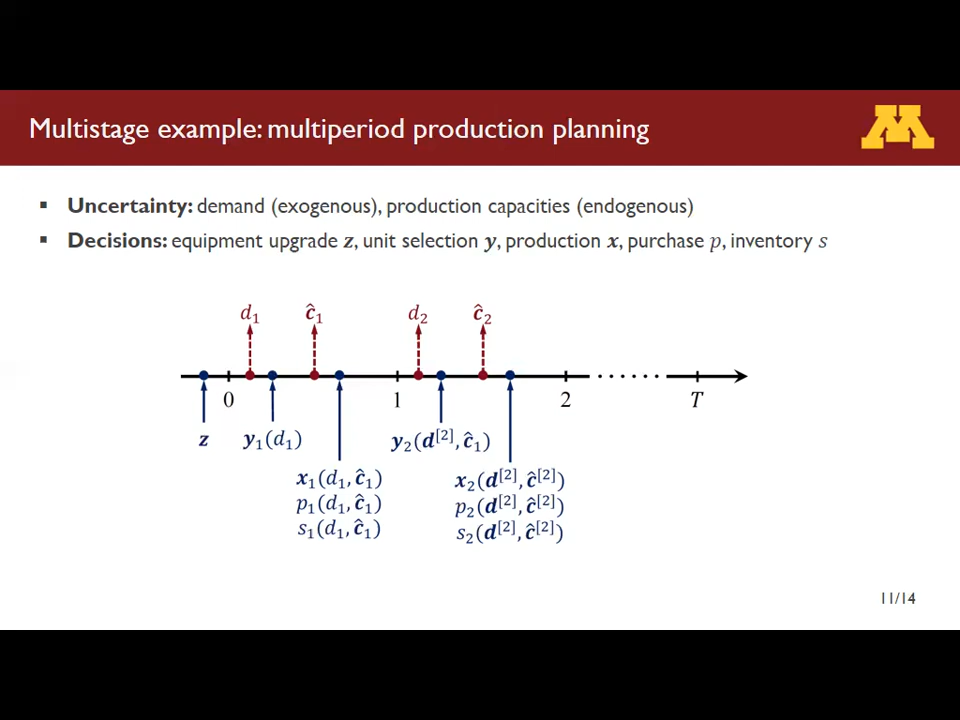 Multistage example: multiperiod production planning
M
▪ Uncertainty: demand (exogenous), production capacities (endogenous)
▪ Decisions: equipment upgrade z, unit selection y, production x, purchase p, inventory s
d₁ ĉ₁ d₂ ĉ₂
0 1 2 T
z y₁(d₁) y₂(d^[2], ĉ₁)
x₁(d₁, ĉ₁) x₂(d^[2], ĉ^[2])
p₁(d₁, ĉ₁) p₂(d^[2], ĉ^[2])
s₁(d₁, ĉ₁) s₂(d^[2], ĉ^[2])
11/14